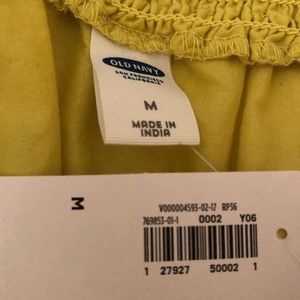 OLD NAVY
SAN FRANCISCO
CALIFORNIA
M
MADE IN
INDIA
M
V000004593-02-17 RP36
769853-01-1 0002 Y06
1 27927 50002 1